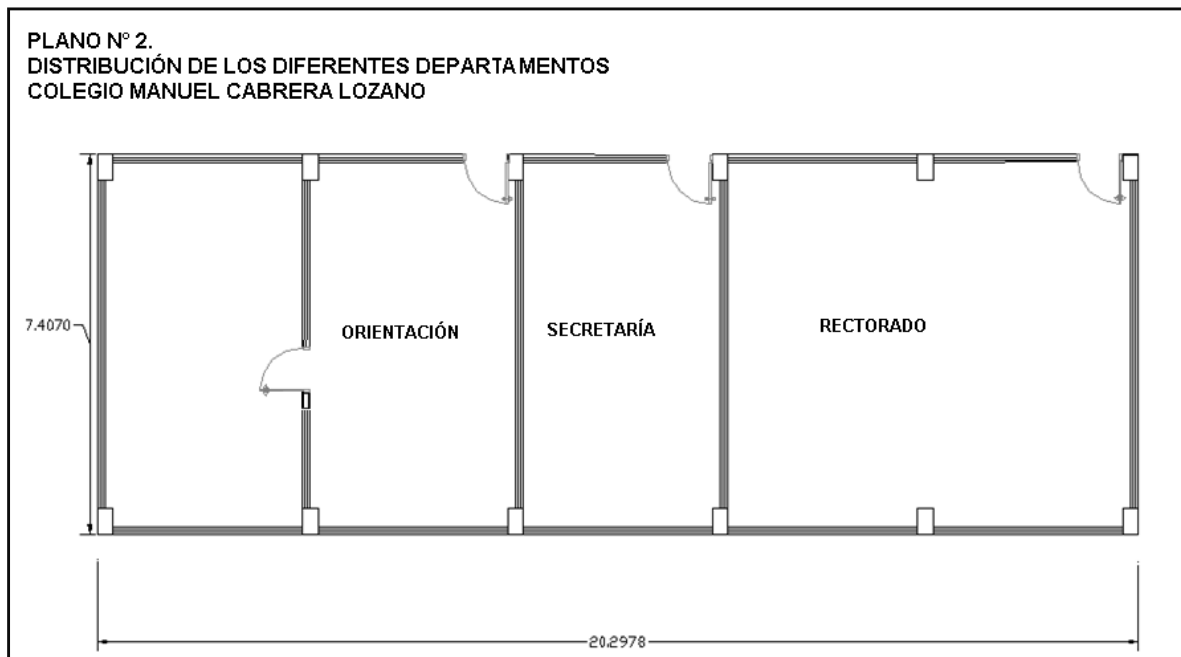 PLANO N° 2.
DISTRIBUCIÓN DE LOS DIFERENTES DEPARTAMENTOS
COLEGIO MANUEL CABRERA LOZANO
7.4070
ORIENTACIÓN
SECRETARÍA
RECTORADO
20.2978